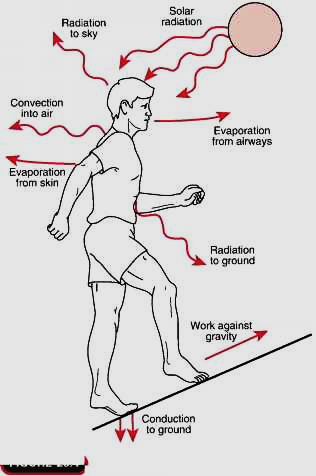 Solar
radiation
Radiation
to sky
Convection
into air
Evaporation
from airways
Evaporation
from skin
Radiation
to ground
Work against
gravity
Conduction
to ground